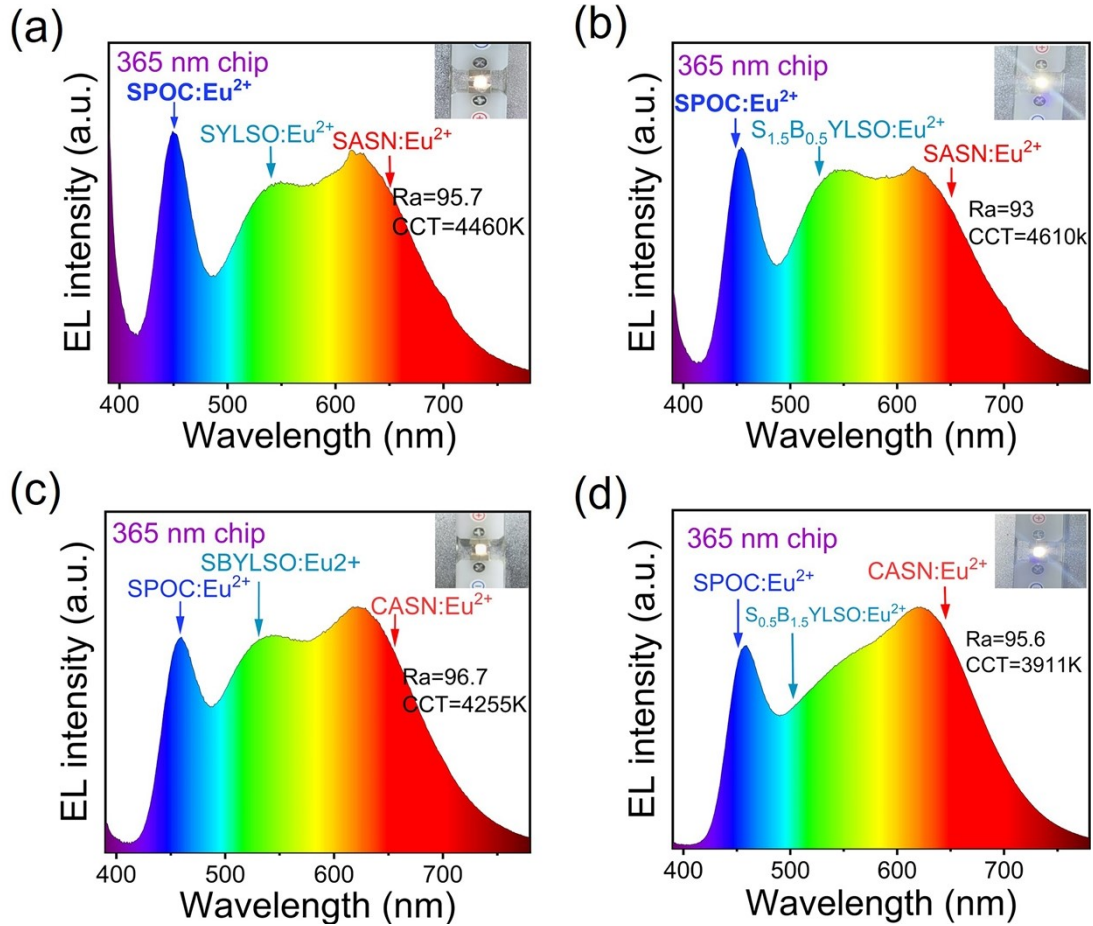 (a)
365 nm chip
SPOC:Eu²⁺
SYLSO:Eu²⁺
SASN:Eu²⁺
Ra=95.7
CCT=4460K
EL intensity (a.u.)
400 500 600 700
Wavelength (nm)
(b)
365 nm chip
SPOC:Eu²⁺
S₁.₅B₀.₅YLSO:Eu²⁺
SASN:Eu²⁺
Ra=93
CCT=4610k
EL intensity (a.u.)
400 500 600 700
Wavelength (nm)
(c)
365 nm chip
SBYLSO:Eu2+
SPOC:Eu²⁺
CASN:Eu²⁺
Ra=96.7
CCT=4255K
EL intensity (a.u.)
400 500 600 700
Wavelength (nm)
(d)
365 nm chip
SPOC:Eu²⁺
CASN:Eu²⁺
S₀.₅B₁.₅YLSO:Eu²⁺
Ra=95.6
CCT=3911K
EL intensity (a.u.)
400 500 600 700
Wavelength (nm)